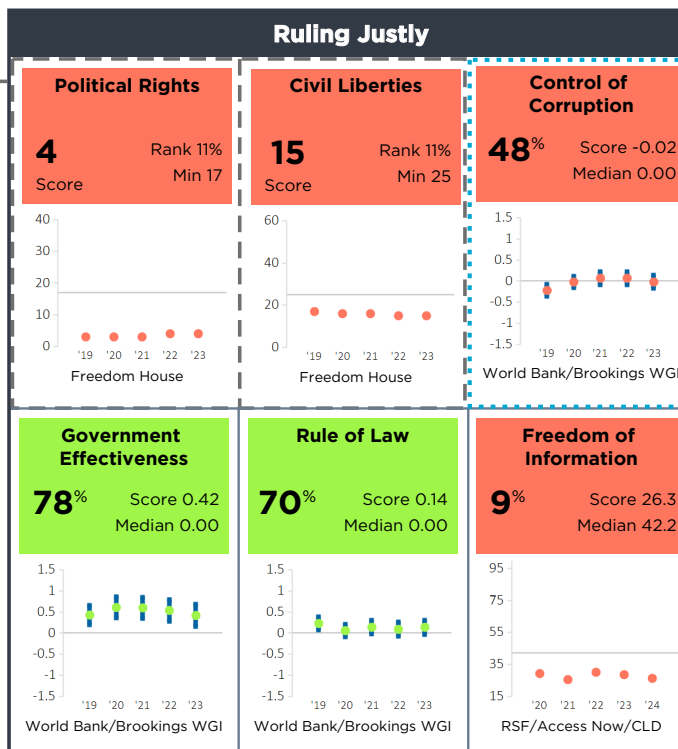 Ruling Justly
Political Rights
4
Score
Rank 11%
Min 17
40
30
20
10
0
'19 '20 '21 '22 '23
Freedom House
Civil Liberties
15
Score
Rank 11%
Min 25
60
40
20
0
'19 '20 '21 '22 '23
Freedom House
Control of
Corruption
48%
Score -0.02
Median 0.00
1.5
1
0.5
0
-0.5
-1
-1.5
'19 '20 '21 '22 '23
World Bank/Brookings WGI
Government
Effectiveness
78%
Score 0.42
Median 0.00
1.5
1
0.5
0
-0.5
-1
-1.5
'19 '20 '21 '22 '23
World Bank/Brookings WGI
Rule of Law
70%
Score 0.14
Median 0.00
1.5
1
0.5
0
-0.5
-1
-1.5
'19 '20 '21 '22 '23
World Bank/Brookings WGI
Freedom of
Information
9%
Score 26.3
Median 42.2
95
75
55
35
15
'20 '21 '22 '23 '24
RSF/Access Now/CLD